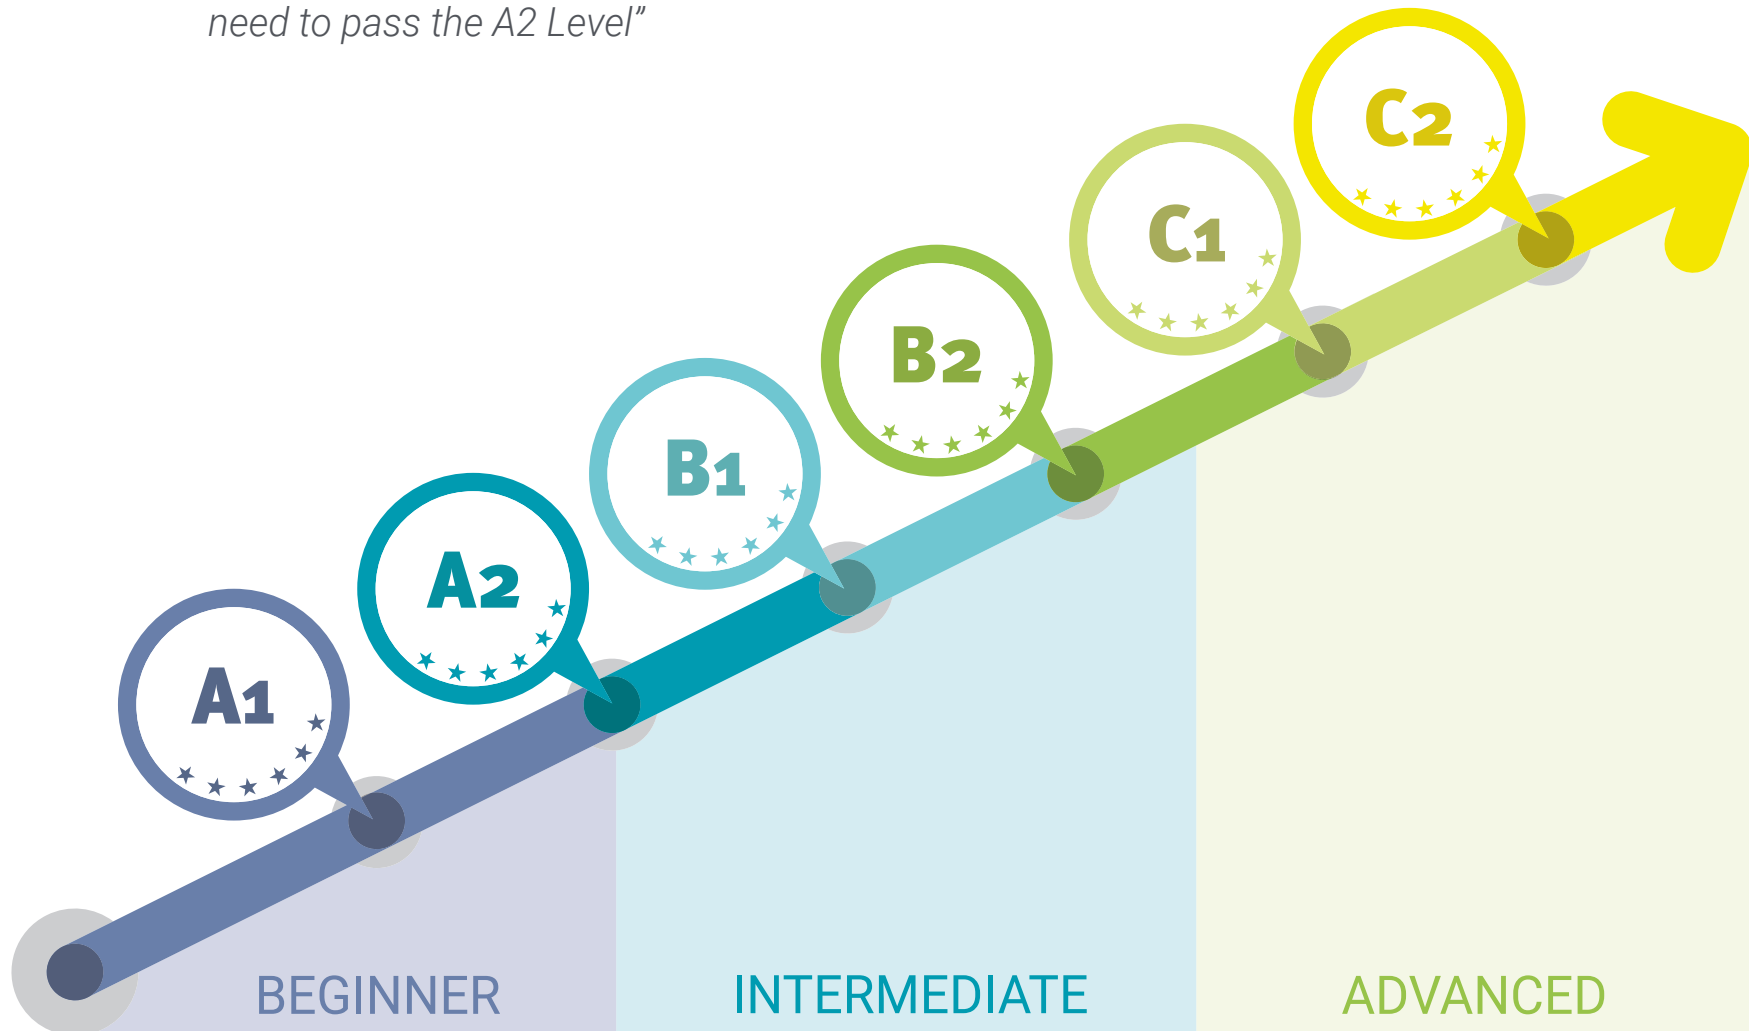 need to pass the A2 Level”
C2
C1
B2
B1
A2
A1
BEGINNER
INTERMEDIATE
ADVANCED